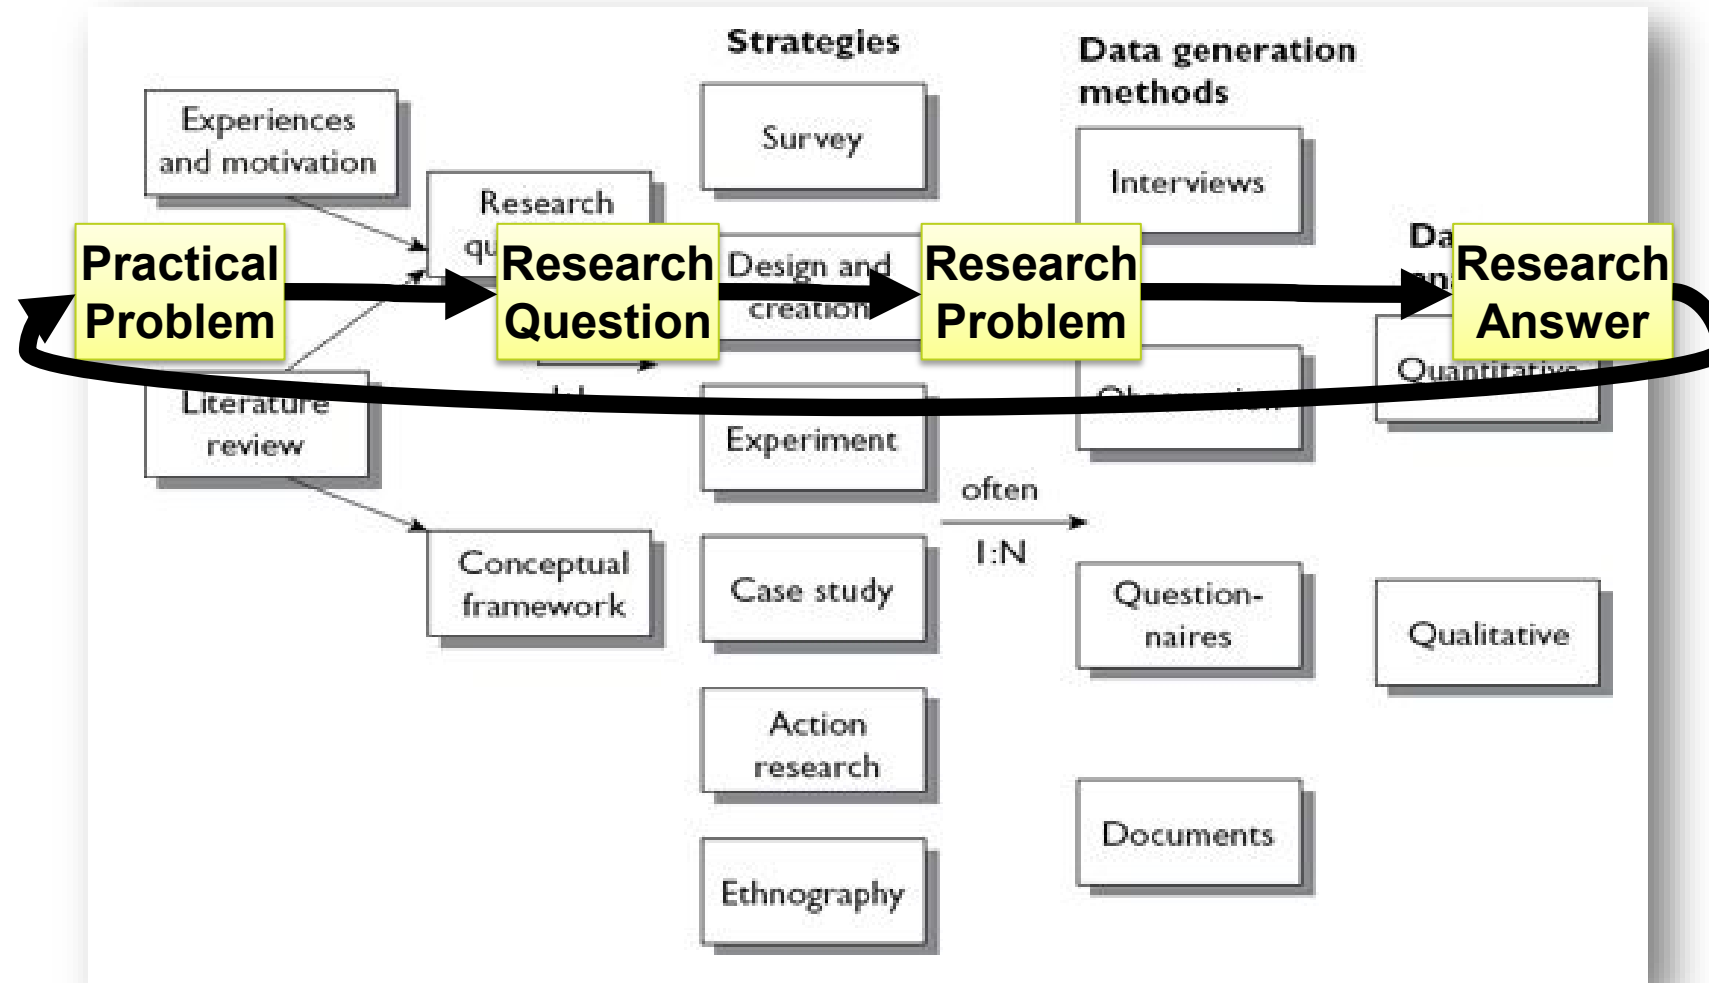 Strategies
Data generation
methods
Experiences
and motivation
Survey
Interviews
Research
Practical
Problem
Research
Question
Design and
creation
Research
Problem
Research
Answer
Literature
review
Quantitative
Experiment
often
1:N
Conceptual
framework
Case study
Question-
naires
Qualitative
Action
research
Documents
Ethnography